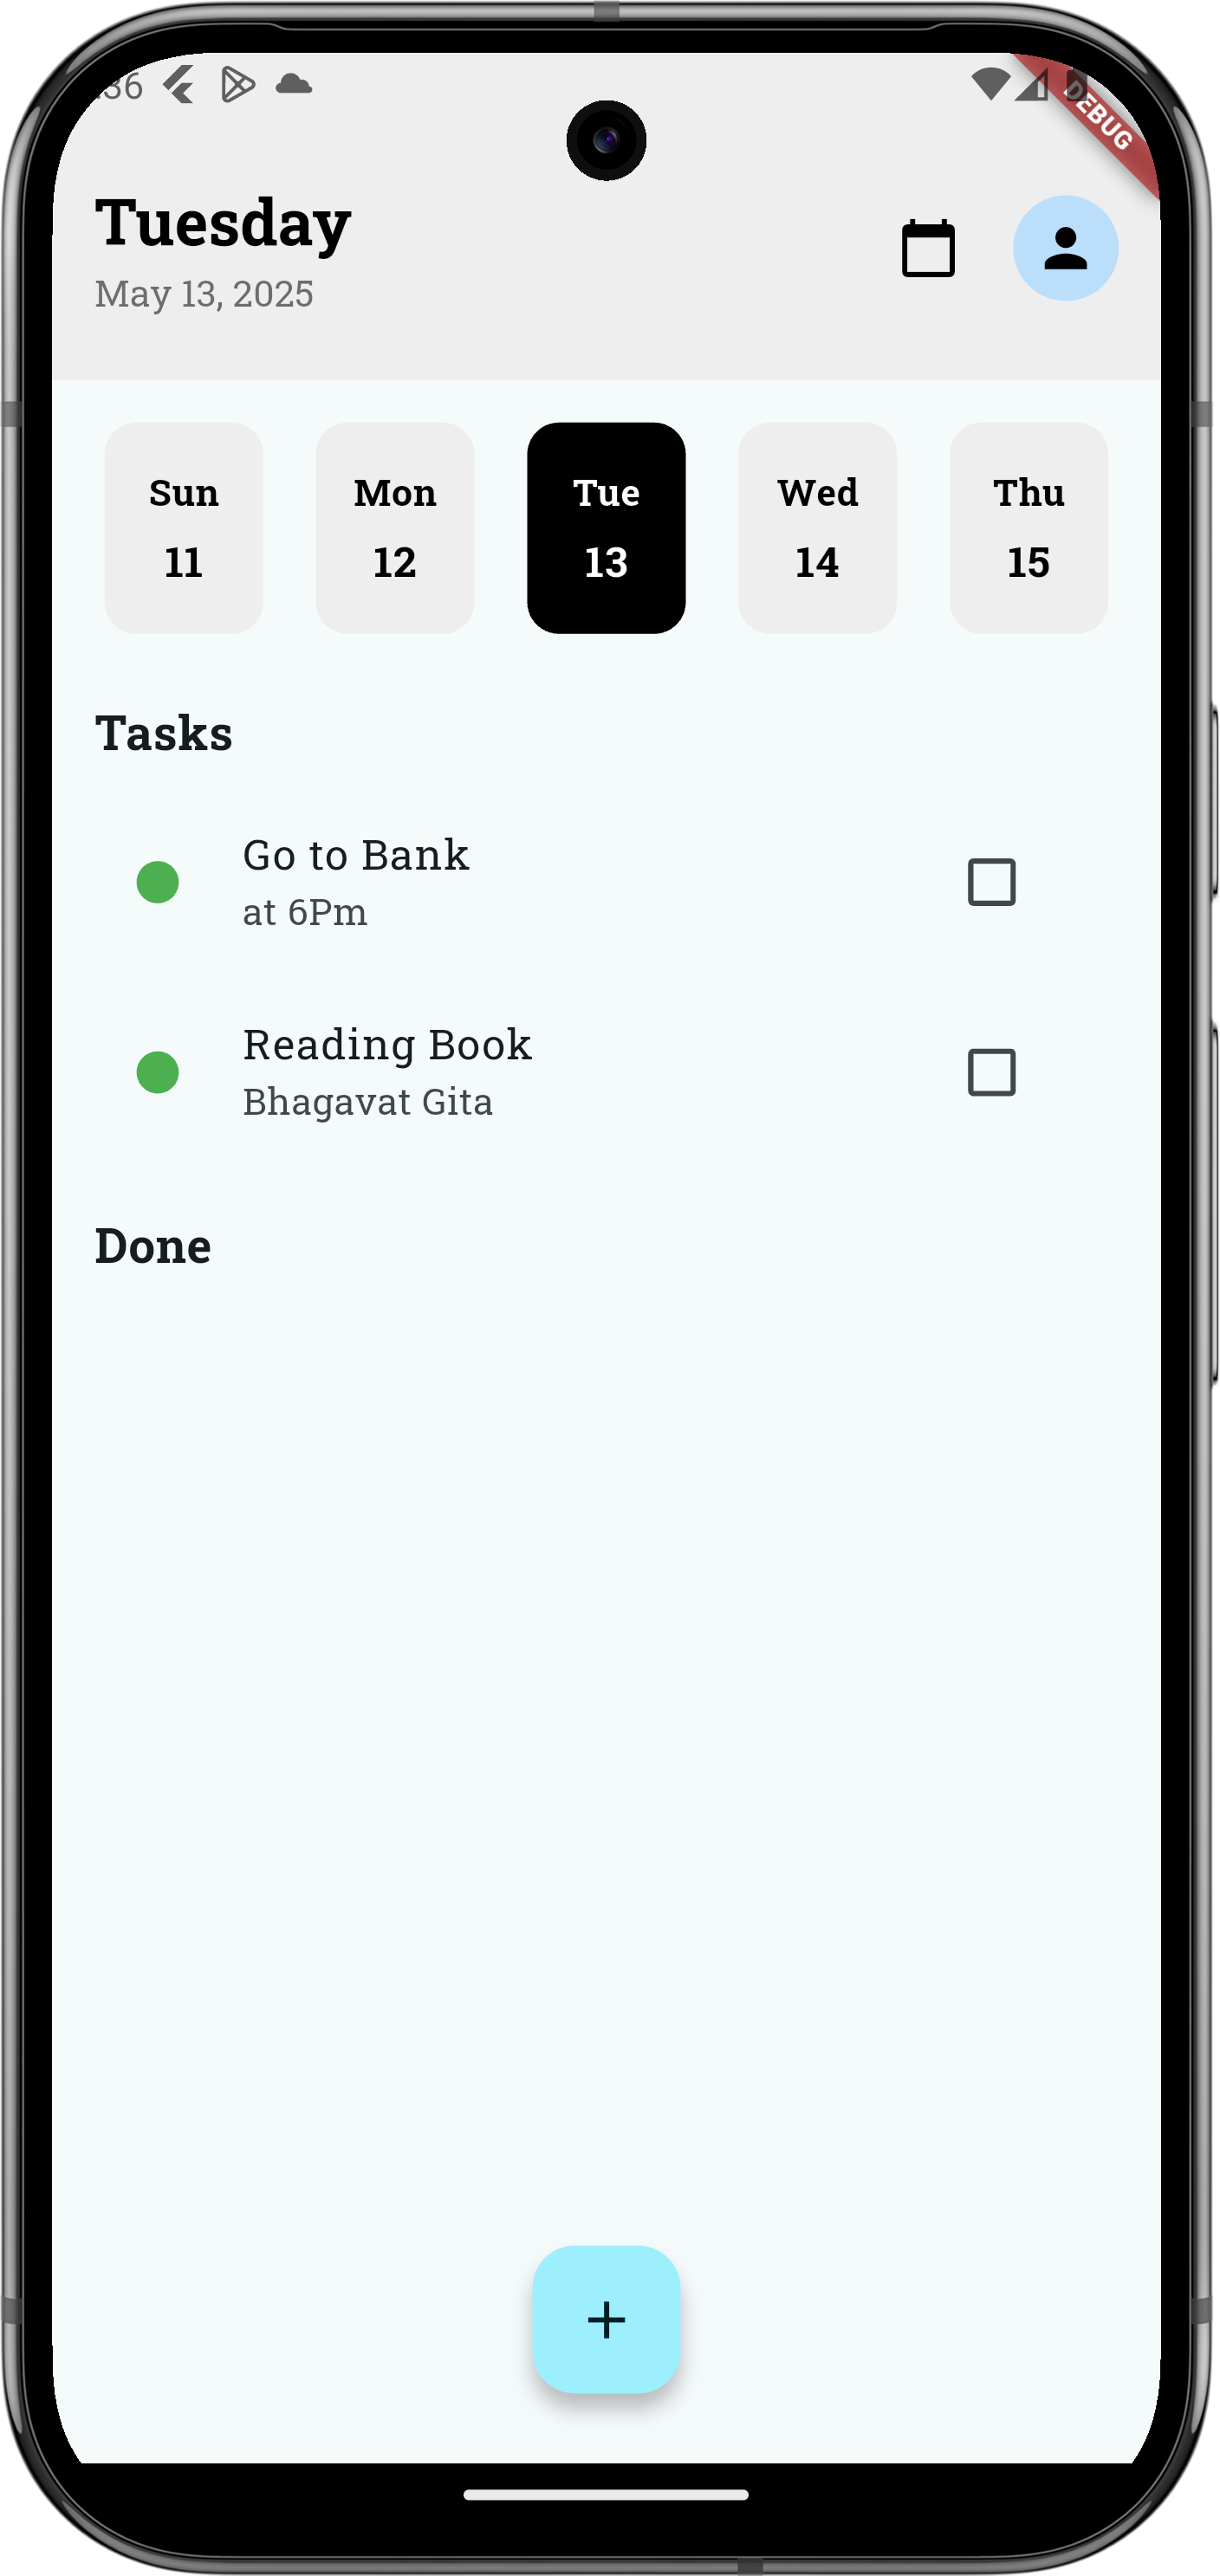 36
DEBUG
Tuesday
May 13, 2025
Sun
11
Mon
12
Tue
13
Wed
14
Thu
15
Tasks
Go to Bank
at 6Pm
Reading Book
Bhagavat Gita
Done